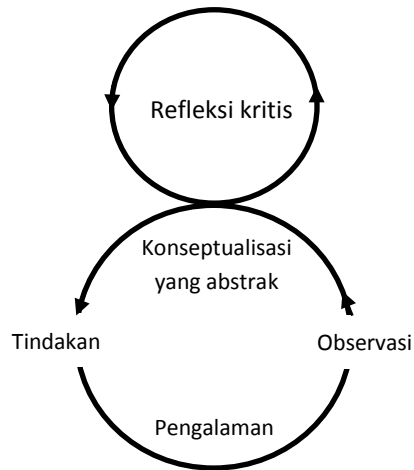 Refleksi kritis
Konseptualisasi
yang abstrak
Tindakan
Observasi
Pengalaman